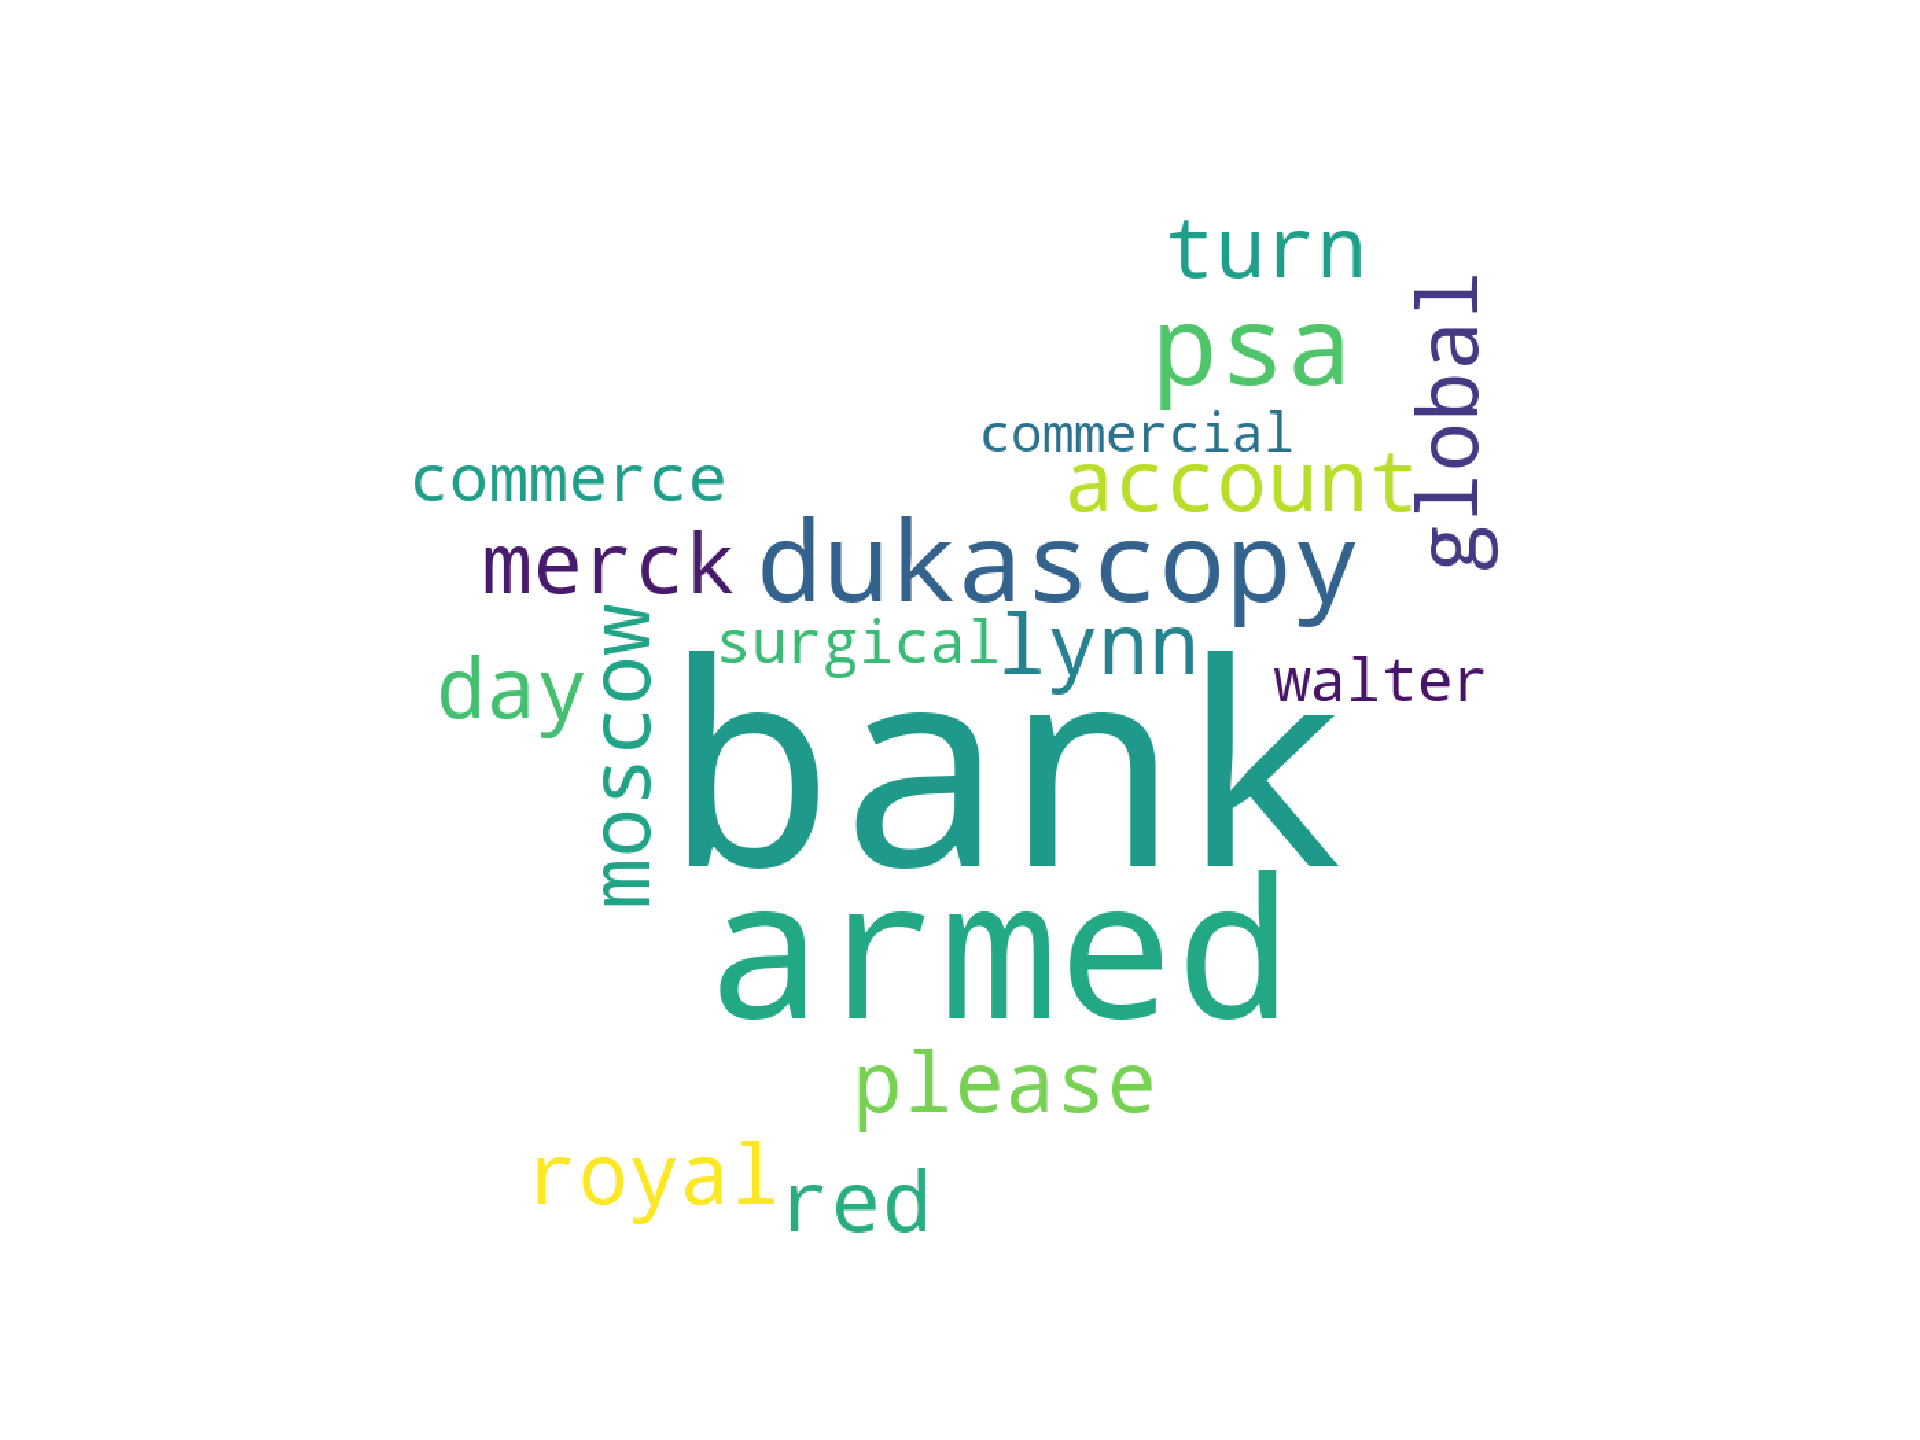 turn
psa
global
commercial
commerce
account
merck
dukascopy
surgical
lynn
day
moscow
walter
bank
armed
please
royal
red